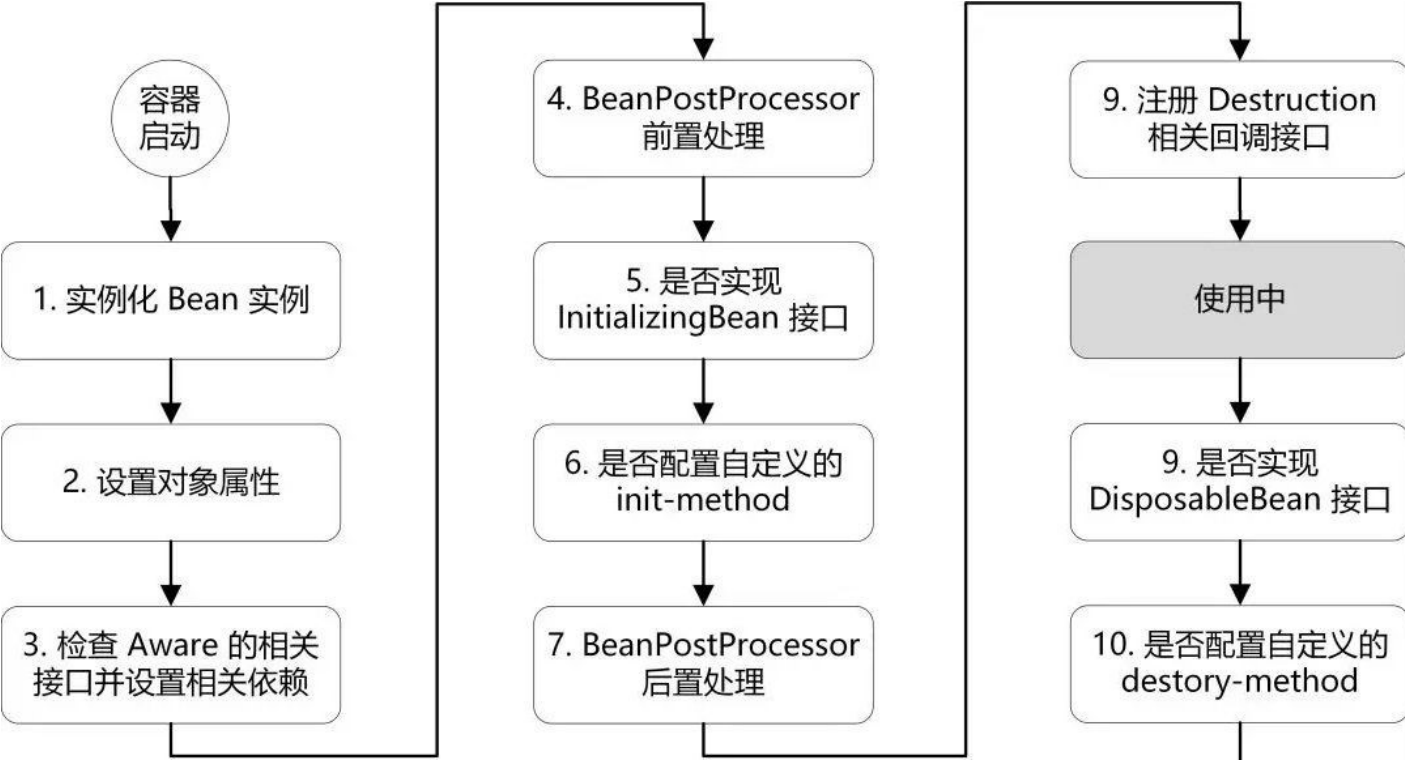 容器
启动
1. 实例化 Bean 实例
2. 设置对象属性
3. 检查 Aware 的相关
接口并设置相关依赖
4. BeanPostProcessor
前置处理
5. 是否实现
InitializingBean 接口
6. 是否配置自定义的
init-method
7. BeanPostProcessor
后置处理
9. 注册 Destruction
相关回调接口
使用中
9. 是否实现
DisposableBean 接口
10. 是否配置自定义的
destory-method